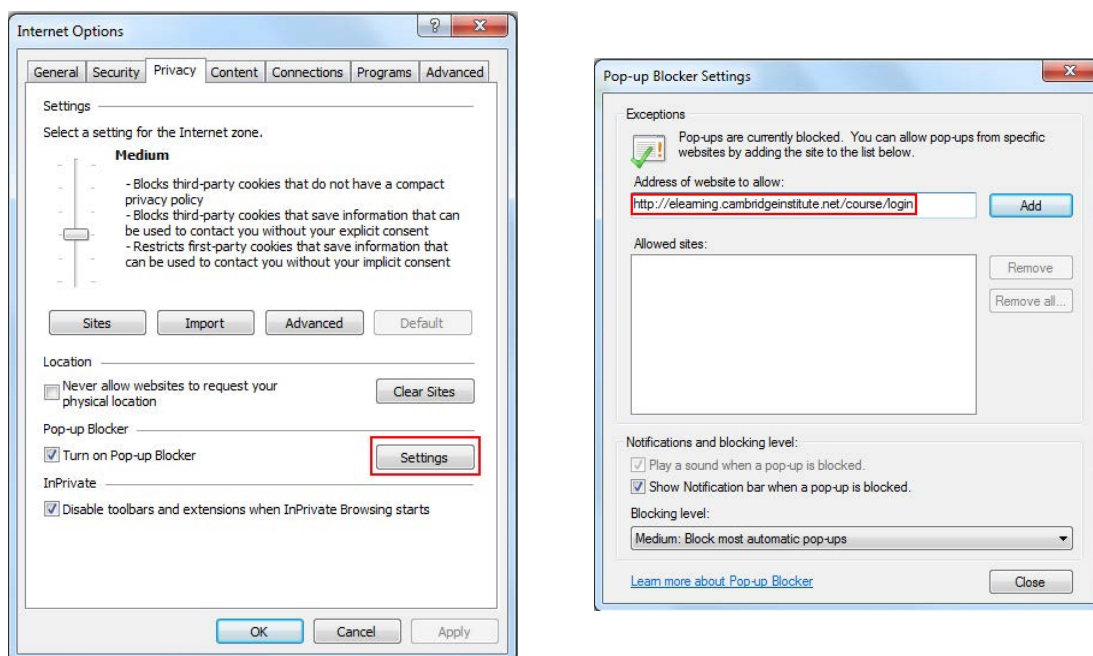 Internet Options
General Security Privacy Content Connections Programs Advanced
Settings
Select a setting for the Internet zone.
Medium
- Blocks third-party cookies that do not have a compact
privacy policy
- Blocks third-party cookies that save information that can
be used to contact you without your explicit consent
- Restricts first-party cookies that save information that
can be used to contact you without your implicit consent
Sites Import Advanced Default
Location
Never allow websites to request your
physical location
Clear Sites
Pop-up Blocker
Turn on Pop-up Blocker
Settings
InPrivate
Disable toolbars and extensions when InPrivate Browsing starts
OK Cancel Apply
Pop-up Blocker Settings
Exceptions
Pop-ups are currently blocked. You can allow pop-ups from specific
websites by adding the site to the list below.
Address of website to allow:
http://elearning.cambridgeinstitute.net/course/login
Add
Allowed sites:
Remove
Remove all...
Notifications and blocking level:
Play a sound when a pop-up is blocked.
Show Notification bar when a pop-up is blocked.
Blocking level:
Medium: Block most automatic pop-ups
Learn more about Pop-up Blocker
Close